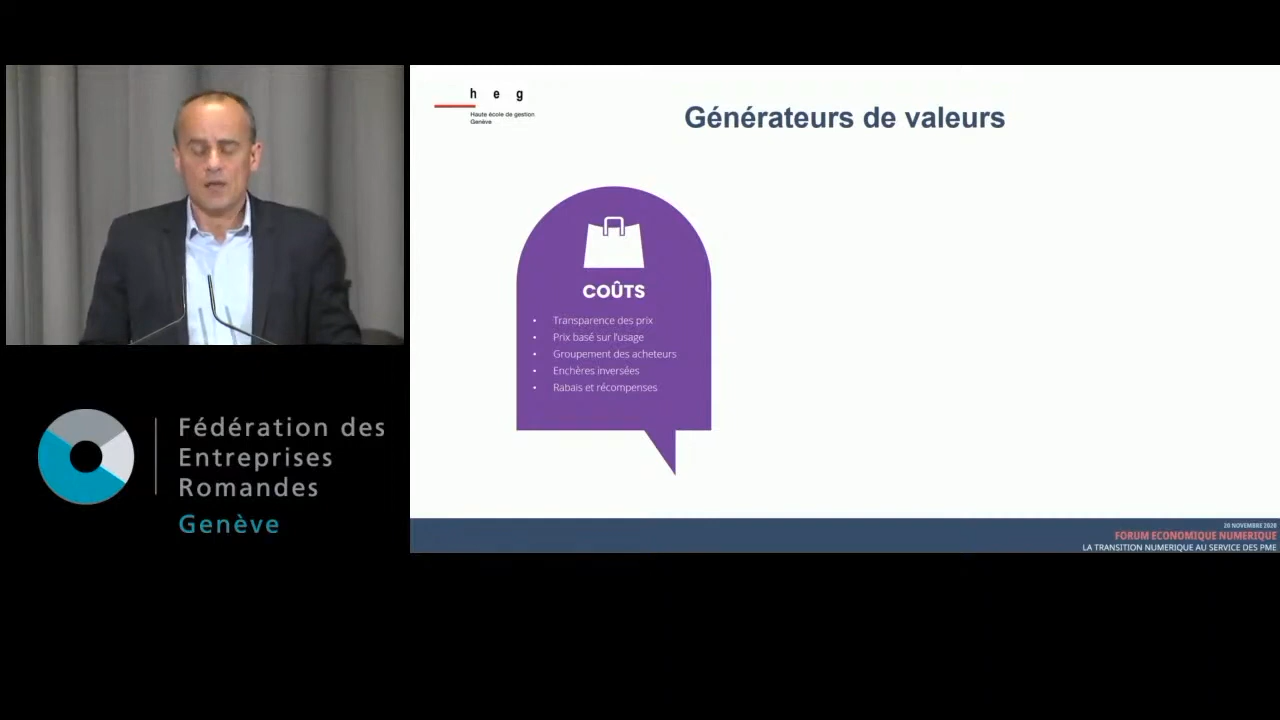 h e g
Haute école de gestion
Genève
Générateurs de valeurs
COÛTS
• Transparence des prix
• Prix basé sur l'usage
• Groupement des acheteurs
• Enchères inversées
• Rabais et récompenses
Fédération des
Entreprises
Romandes
Genève
20 NOVEMBRE 2020
FORUM ECONOMIQUE NUMERIQUE
LA TRANSITION NUMERIQUE AU SERVICE DES PME